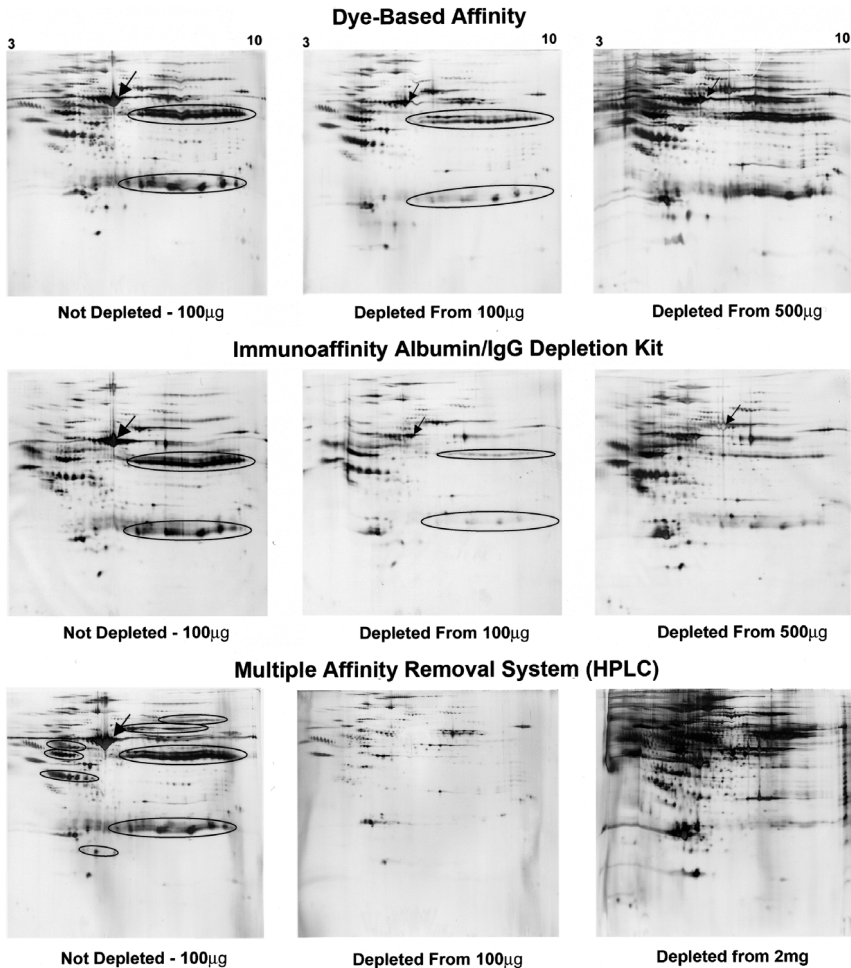 Dye-Based Affinity
3 10 3 10 3 10
Not Depleted - 100µg Depleted From 100µg Depleted From 500µg
Immunoaffinity Albumin/IgG Depletion Kit
Not Depleted - 100µg Depleted From 100µg Depleted From 500µg
Multiple Affinity Removal System (HPLC)
Not Depleted - 100µg Depleted From 100µg Depleted from 2mg